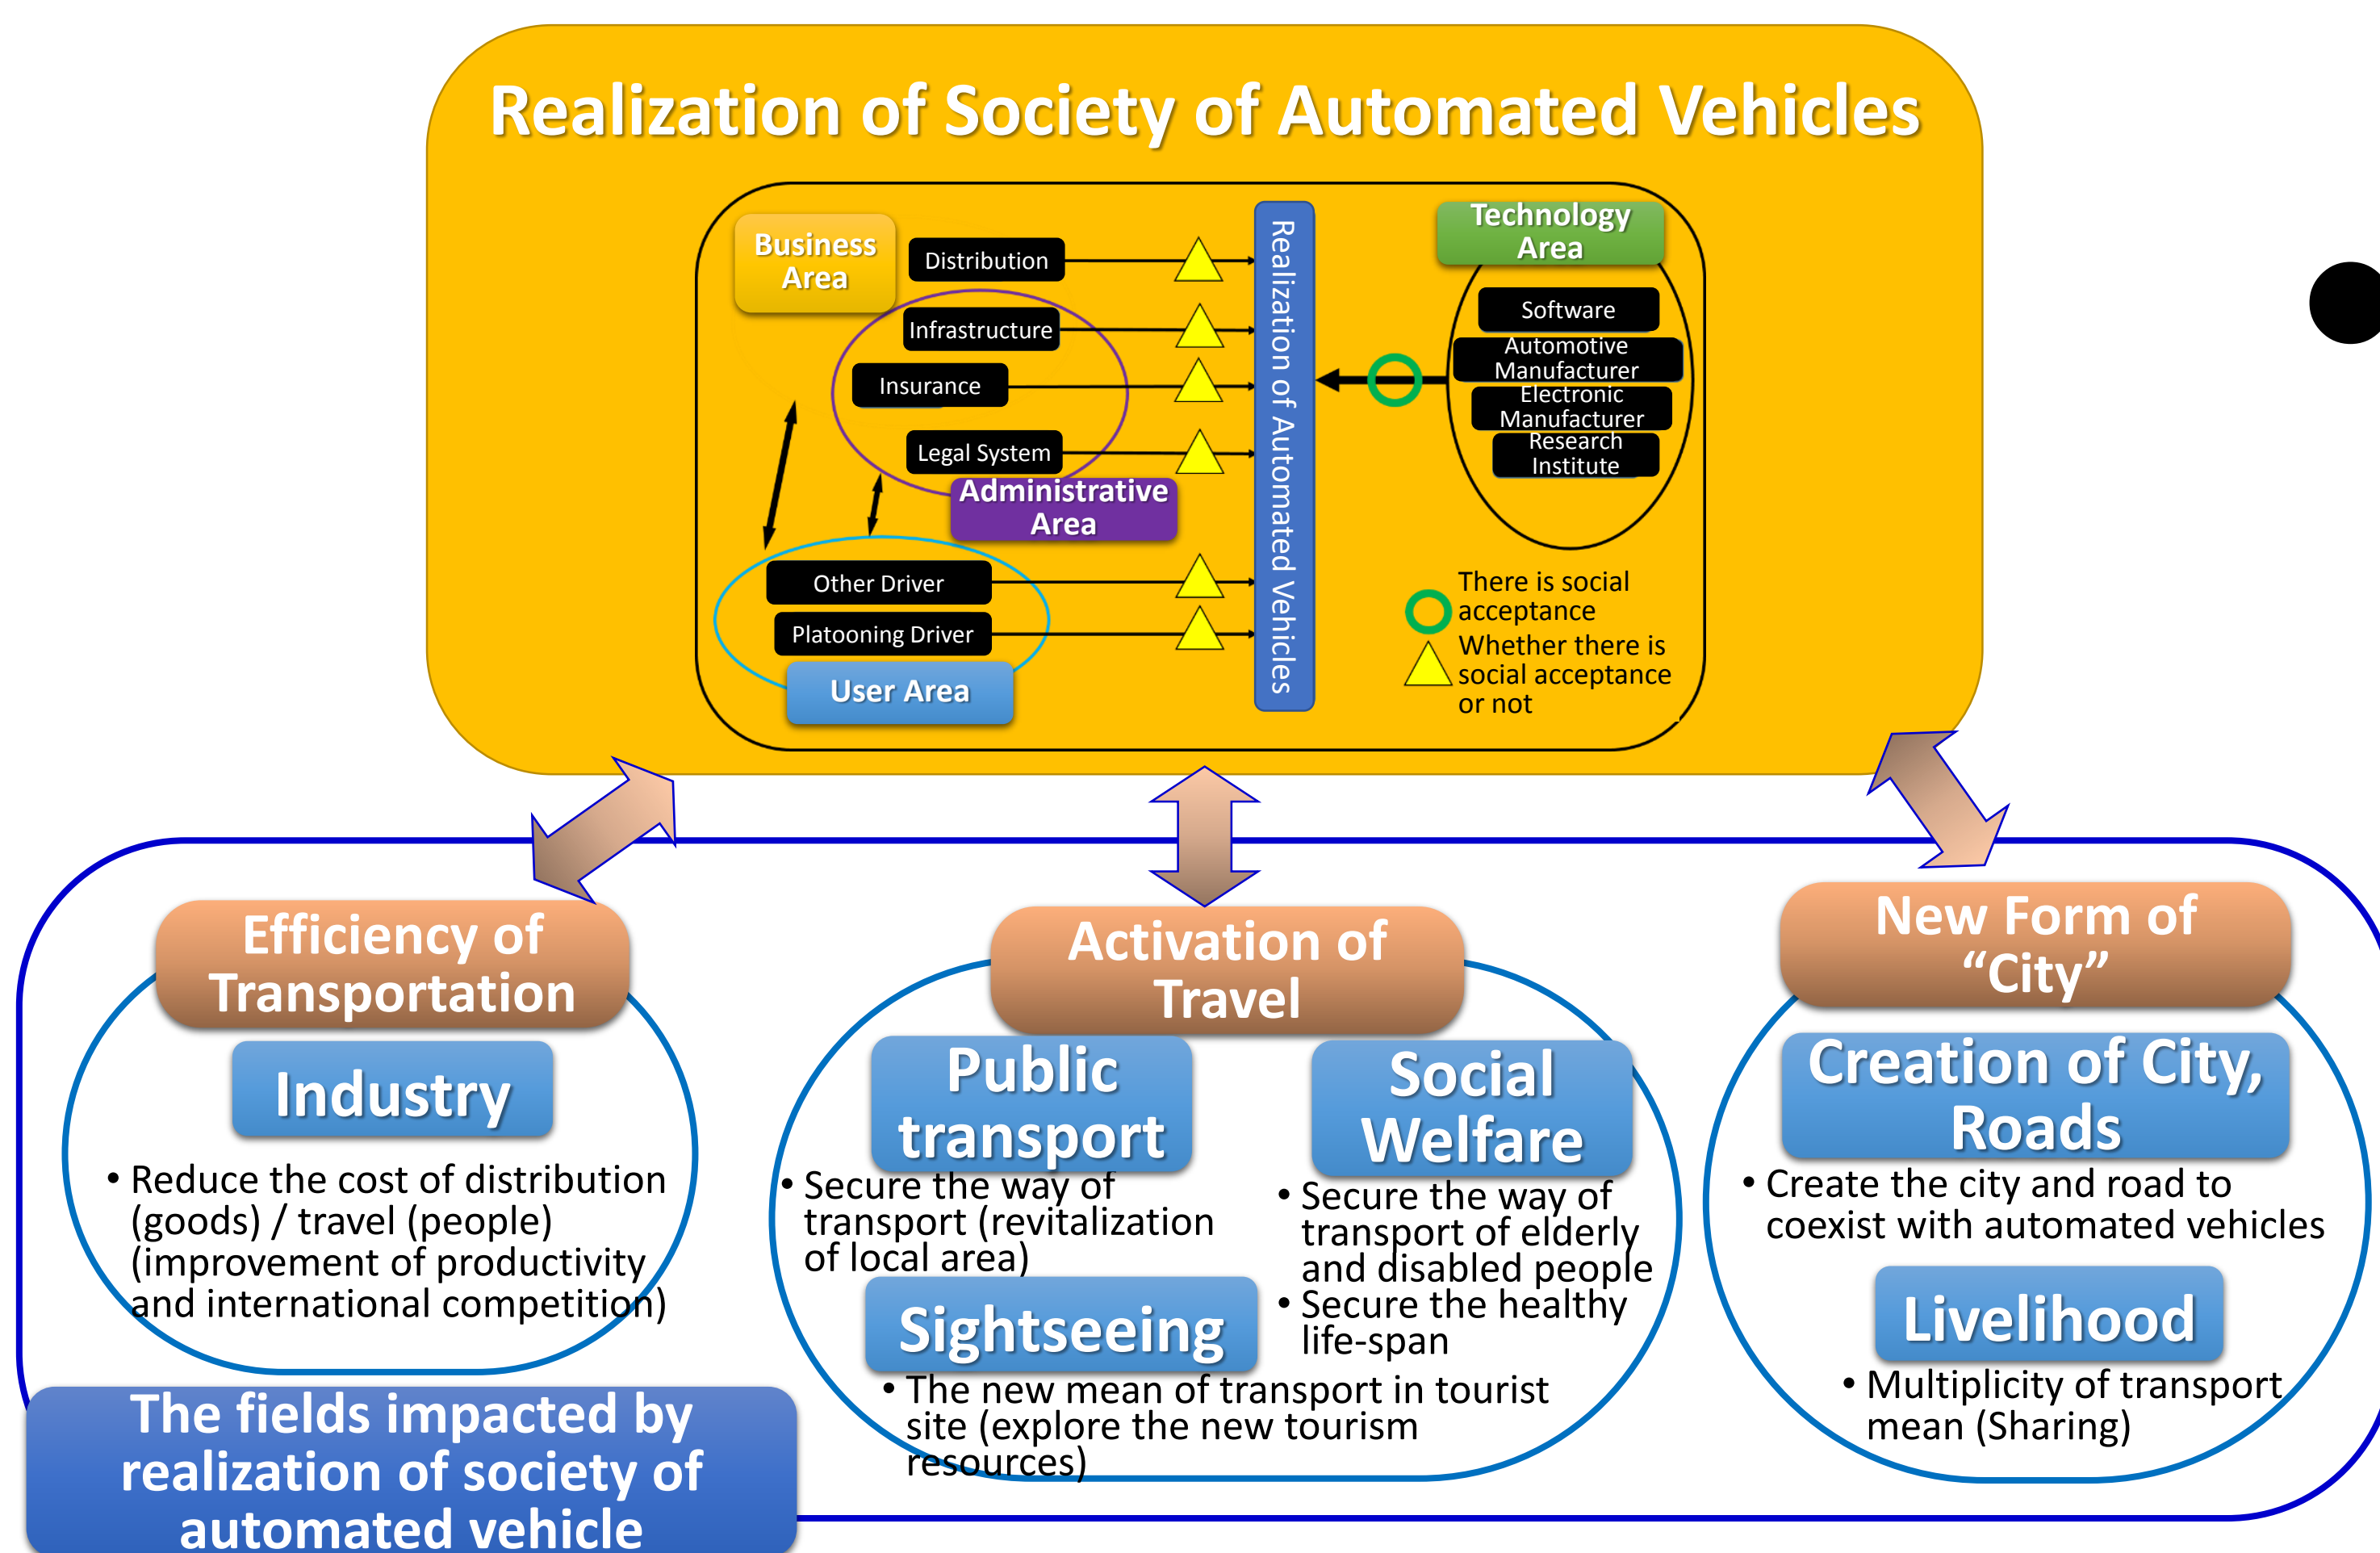 Realization of Society of Automated Vehicles
Business
Area
Distribution
Infrastructure
Insurance
Legal System
Administrative
Area
Other Driver
Platooning Driver
User Area
Realization of Automated Vehicles
Technology
Area
Software
Automotive
Manufacturer
Electronic
Manufacturer
Research
Institute
There is social
acceptance
Whether there is
social acceptance
or not
Efficiency of
Transportation
Industry
• Reduce the cost of distribution
(goods) / travel (people)
(improvement of productivity
and international competition)
Activation of
Travel
Public
transport
• Secure the way of
transport (revitalization
of local area)
Social
Welfare
• Secure the way of
transport of elderly
and disabled people
• Secure the healthy
life-span
Sightseeing
• The new mean of transport in tourist
site (explore the new tourism
resources)
New Form of
“City”
Creation of City,
Roads
• Create the city and road to
coexist with automated vehicles
Livelihood
• Multiplicity of transport
mean (Sharing)
The fields impacted by
realization of society of
automated vehicle